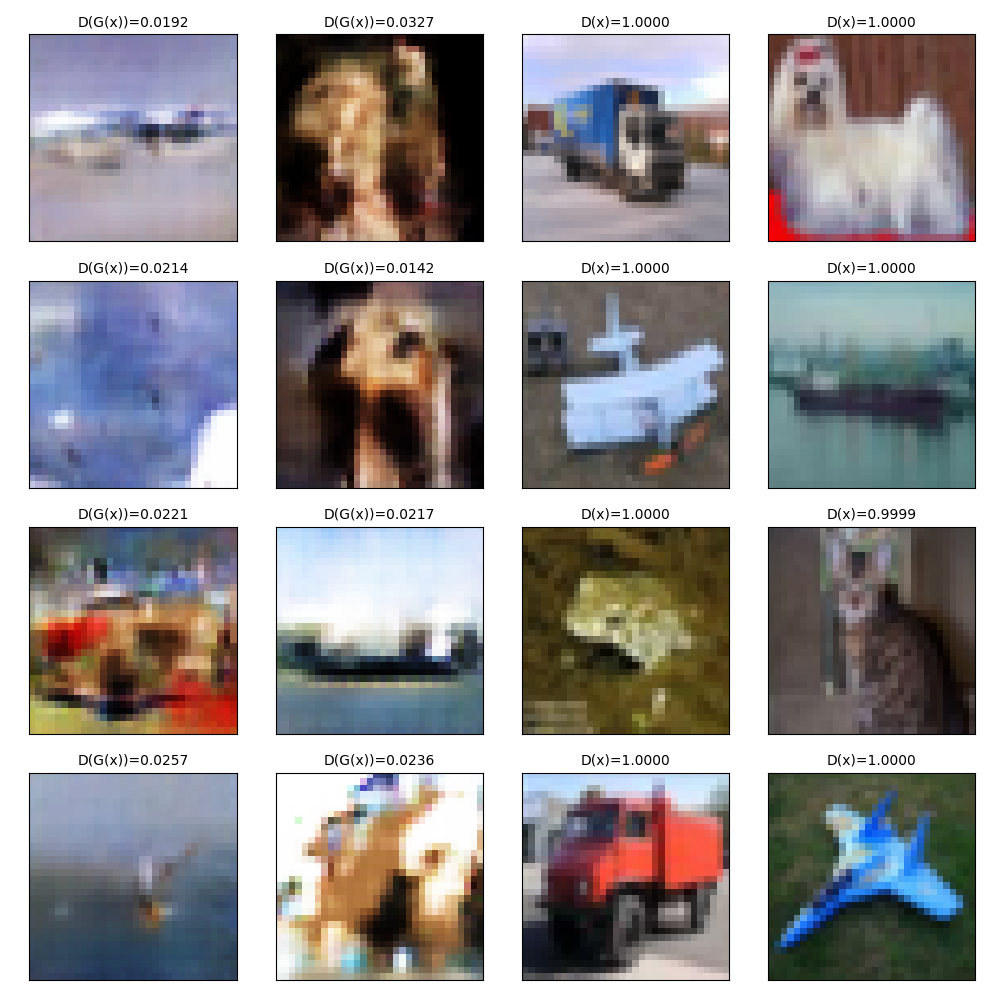 D(G(x))=0.0192
D(G(x))=0.0327
D(x)=1.0000
D(x)=1.0000
D(G(x))=0.0214
D(G(x))=0.0142
D(x)=1.0000
D(x)=1.0000
D(G(x))=0.0221
D(G(x))=0.0217
D(x)=1.0000
D(x)=0.9999
D(G(x))=0.0257
D(G(x))=0.0236
D(x)=1.0000
D(x)=1.0000